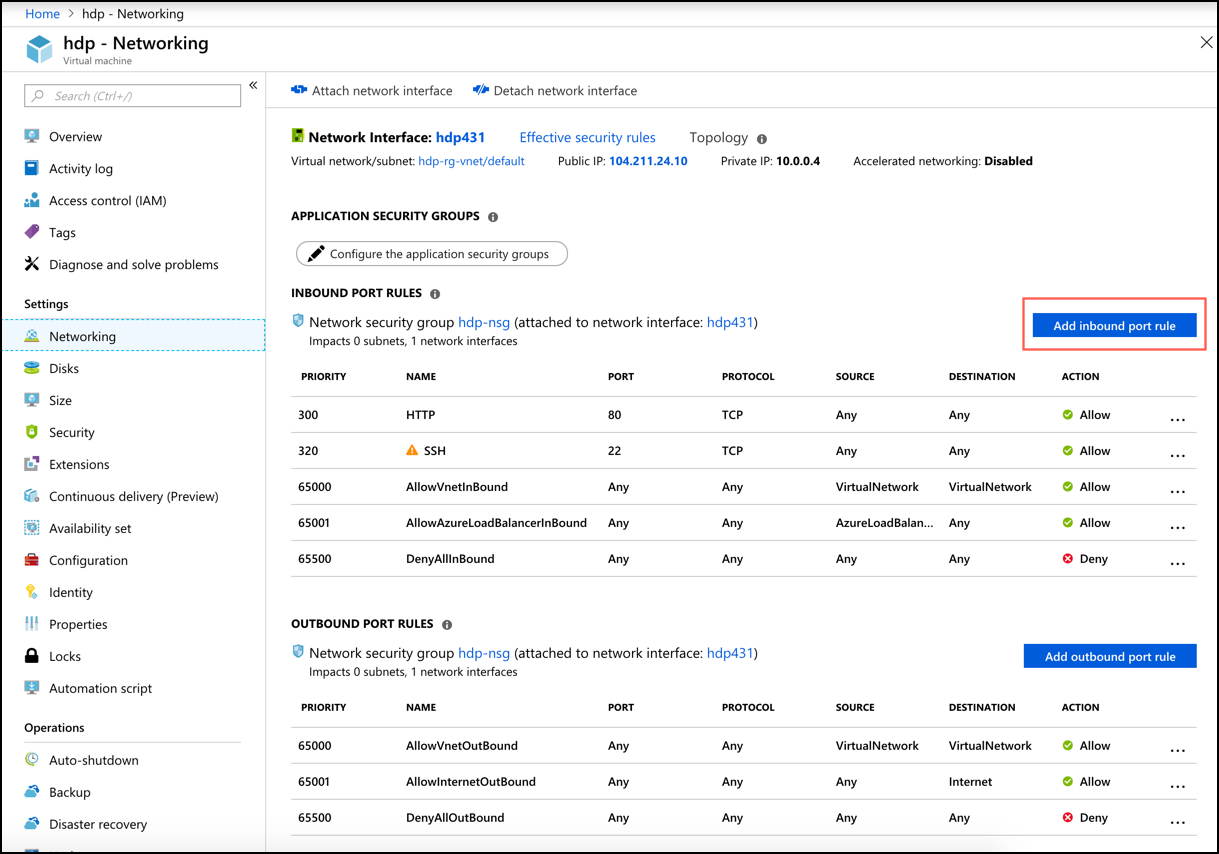 Home > hdp - Networking
hdp - Networking
Virtual machine
Search (Ctrl+/)
«
Overview
Activity log
Access control (IAM)
Tags
Diagnose and solve problems
Settings
Networking
Disks
Size
Security
Extensions
Continuous delivery (Preview)
Availability set
Configuration
Identity
Properties
Locks
Automation script
Operations
Auto-shutdown
Backup
Disaster recovery
Attach network interface Detach network interface
Network Interface: hdp431 Effective security rules Topology
Virtual network/subnet: hdp-rg-vnet/default Public IP: 104.211.24.10 Private IP: 10.0.0.4 Accelerated networking: Disabled
APPLICATION SECURITY GROUPS
Configure the application security groups
INBOUND PORT RULES
Network security group hdp-nsg (attached to network interface: hdp431)
Impacts 0 subnets, 1 network interfaces
Add inbound port rule
PRIORITY NAME PORT PROTOCOL SOURCE DESTINATION ACTION
300 HTTP 80 TCP Any Any Allow ...
320 SSH 22 TCP Any Any Allow ...
65000 AllowVnetInBound Any Any VirtualNetwork VirtualNetwork Allow ...
65001 AllowAzureLoadBalancerInBound Any Any AzureLoadBalan... Any Allow ...
65500 DenyAllInBound Any Any Any Any Deny ...
OUTBOUND PORT RULES
Network security group hdp-nsg (attached to network interface: hdp431)
Impacts 0 subnets, 1 network interfaces
Add outbound port rule
PRIORITY NAME PORT PROTOCOL SOURCE DESTINATION ACTION
65000 AllowVnetOutBound Any Any VirtualNetwork VirtualNetwork Allow ...
65001 AllowInternetOutBound Any Any Any Internet Allow ...
65500 DenyAllOutBound Any Any Any Any Deny ...